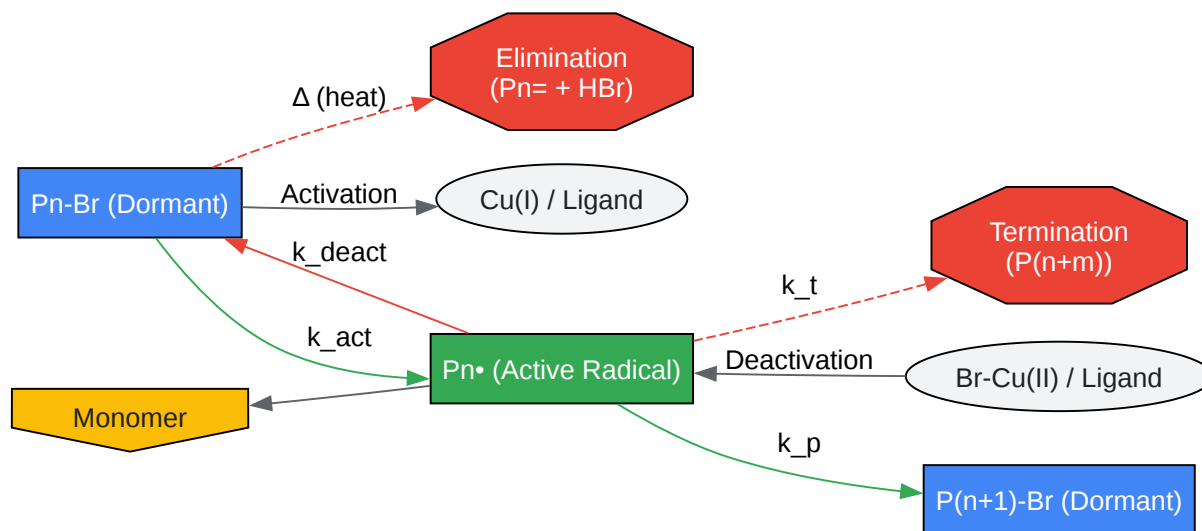 Elimination
(Pn= + HBr)
Δ (heat)
Pn-Br (Dormant)
Activation
Cu(I) / Ligand
k_deact
Termination
(P(n+m))
k_t
k_act
Pn• (Active Radical)
Deactivation
Br-Cu(II) / Ligand
Monomer
k_p
P(n+1)-Br (Dormant)